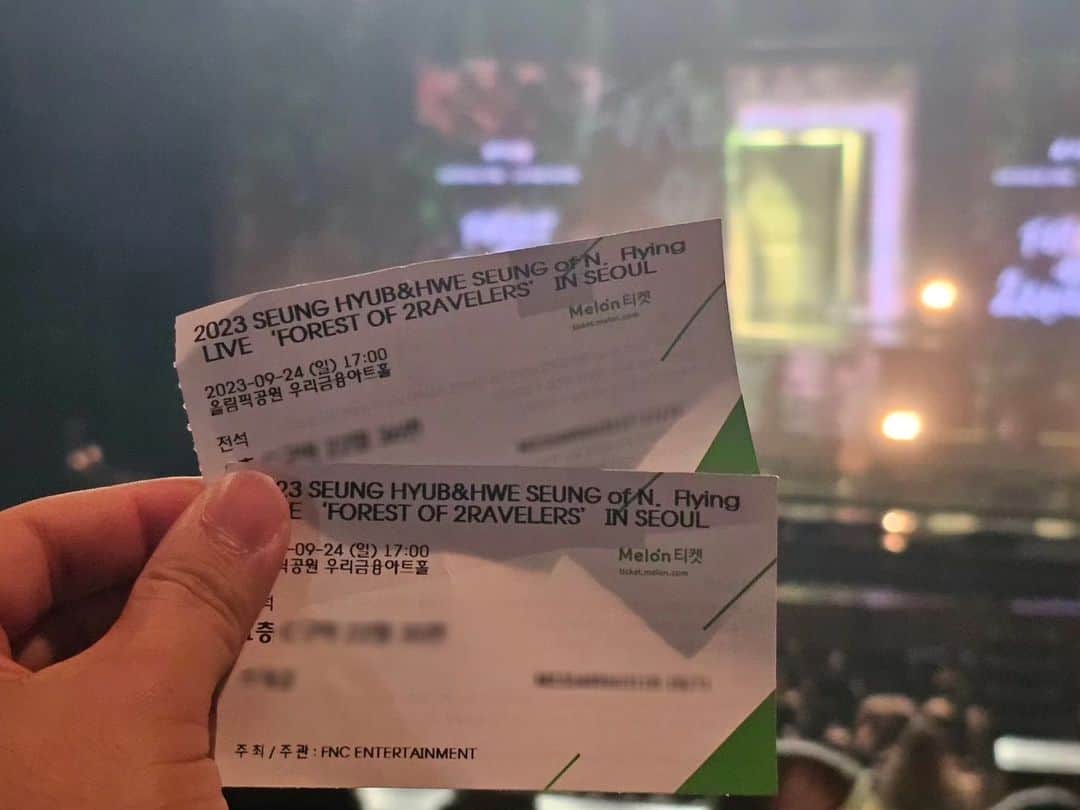 2023 SEUNG HYUB&HWE SEUNG of N. Flying
LIVE 'FOREST OF 2RAVELERS' IN SEOUL
Melon티켓
ticket.melon.com
2023-09-24 (일) 17:00
올림픽공원 우리금융아트홀
전석
23 SEUNG HYUB&HWE SEUNG of N. Flying
E 'FOREST OF 2RAVELERS' IN SEOUL
Melon티켓
ticket.melon.com
-09-24 (일) 17:00
픽공원 우리금융아트홀
석
1층
주최/주관 : FNC ENTERTAINMENT